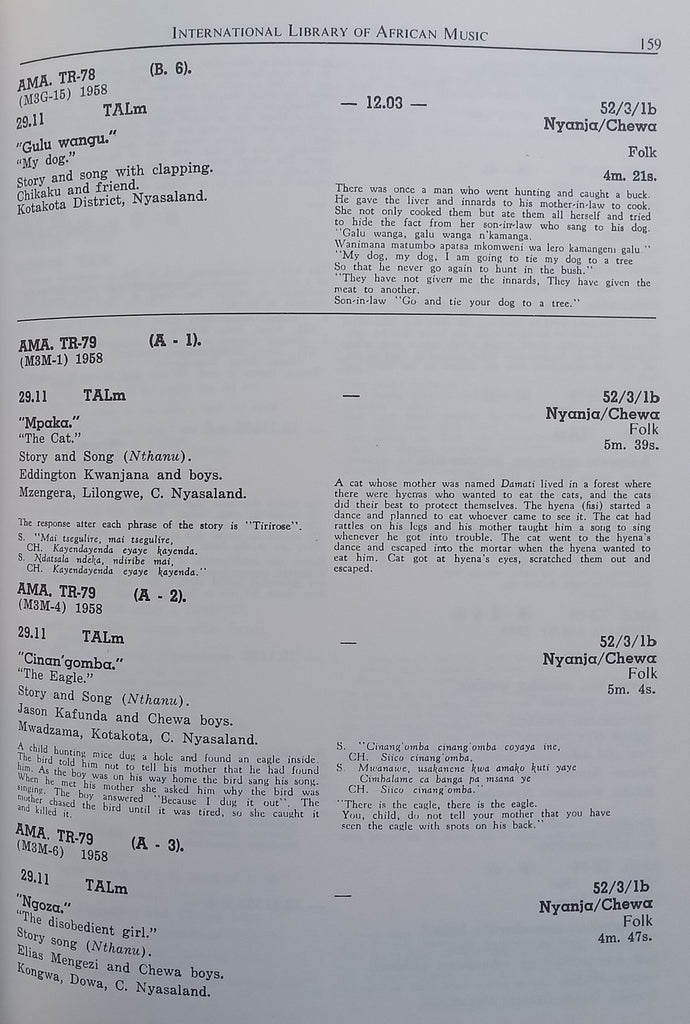 INTERNATIONAL LIBRARY OF AFRICAN MUSIC
159
AMA. TR-78 (B. 6).
(M3G-15) 1958
29.11 TALm
— 12.03 —
52/3/1b
Nyanja/Chewa
"Gulu wangu."
"My dog."
Story and song with clapping.
Chikaku and friend.
Kotakota District, Nyasaland.
Folk
4m. 21s.
There was once a man who went hunting and caught a buck.
He gave the liver and innards to his mother-in-law to cook.
She not only cooked them but ate them all herself and tried
to hide the fact from her son-in-law who sang to his dog.
"Galu wanga, galu wanga n'kamanga.
Wanimana matumbo apatsa mkomweni wa lero kamangeni galu."
"My dog, my dog, I am going to tie my dog to a tree
So that he never go again to hunt in the bush."
"They have not given me the innards, They have given the
meat to another.
Son-in-law "Go and tie your dog to a tree."
AMA. TR-79 (A - 1).
(M3M-1) 1958
29.11 TALm
—
52/3/1b
Nyanja/Chewa
Folk
5m. 39s.
"Mpaka."
"The Cat."
Story and Song (Nthanu).
Eddington Kwanjana and boys.
Mzengera, Lilongwe, C. Nyasaland.
The response after each phrase of the story is "Tirirose".
S. "Mai tsegulire, mai tsegulire,
CH. Kayendayenda eyaye kayenda.
S. Ndatsala ndeka, ndiribe mai,
CH. Kayendayenda eyaye kayenda."
A cat whose mother was named Damati lived in a forest where
there were hyenas who wanted to eat the cats, and the cats
did their best to protect themselves. The hyena (fisi) started a
dance and planned to eat whoever came to see it. The cat had
rattles on his legs and his mother taught him a song to sing
whenever he got into trouble. The cat went to the hyena's
dance and escaped into the mortar when the hyena wanted to
eat him. Cat got at hyena's eyes, scratched them out and
escaped.
AMA. TR-79 (A - 2).
(M3M-4) 1958
29.11 TALm
—
52/3/1b
Nyanja/Chewa
Folk
5m. 4s.
"Cinan'gomba."
"The Eagle."
Story and Song (Nthanu).
Jason Kafunda and Chewa boys.
Mwadzama, Kotakota, C. Nyasaland.
A child hunting mice dug a hole and found an eagle inside.
The bird told him not to tell his mother that he had found
him. As the boy was on his way home the bird sang his song.
When he met his mother she asked him why the bird was
singing. The boy answered "Because I dug it out". The
mother chased the bird until it was tired, so she caught it
and killed it.
S. "Cinang'omba cinang'omba coyaya ine,
CH. Siico cinang'omba.
S. Mwanawe, usakanene kwa amako kuti yaye
Cimbalame ca banga pa msana ye
CH. Siico cinang'omba."
"There is the eagle, there is the eagle.
You, child, do not tell your mother that you have
seen the eagle with spots on his back."
AMA. TR-79 (A - 3).
(M3M-6) 1958
29.11 TALm
—
52/3/1b
Nyanja/Chewa
Folk
4m. 47s.
"Ngoza."
"The disobedient girl."
Story song (Nthanu).
Elias Mengezi and Chewa boys.
Kongwa, Dowa, C. Nyasaland.